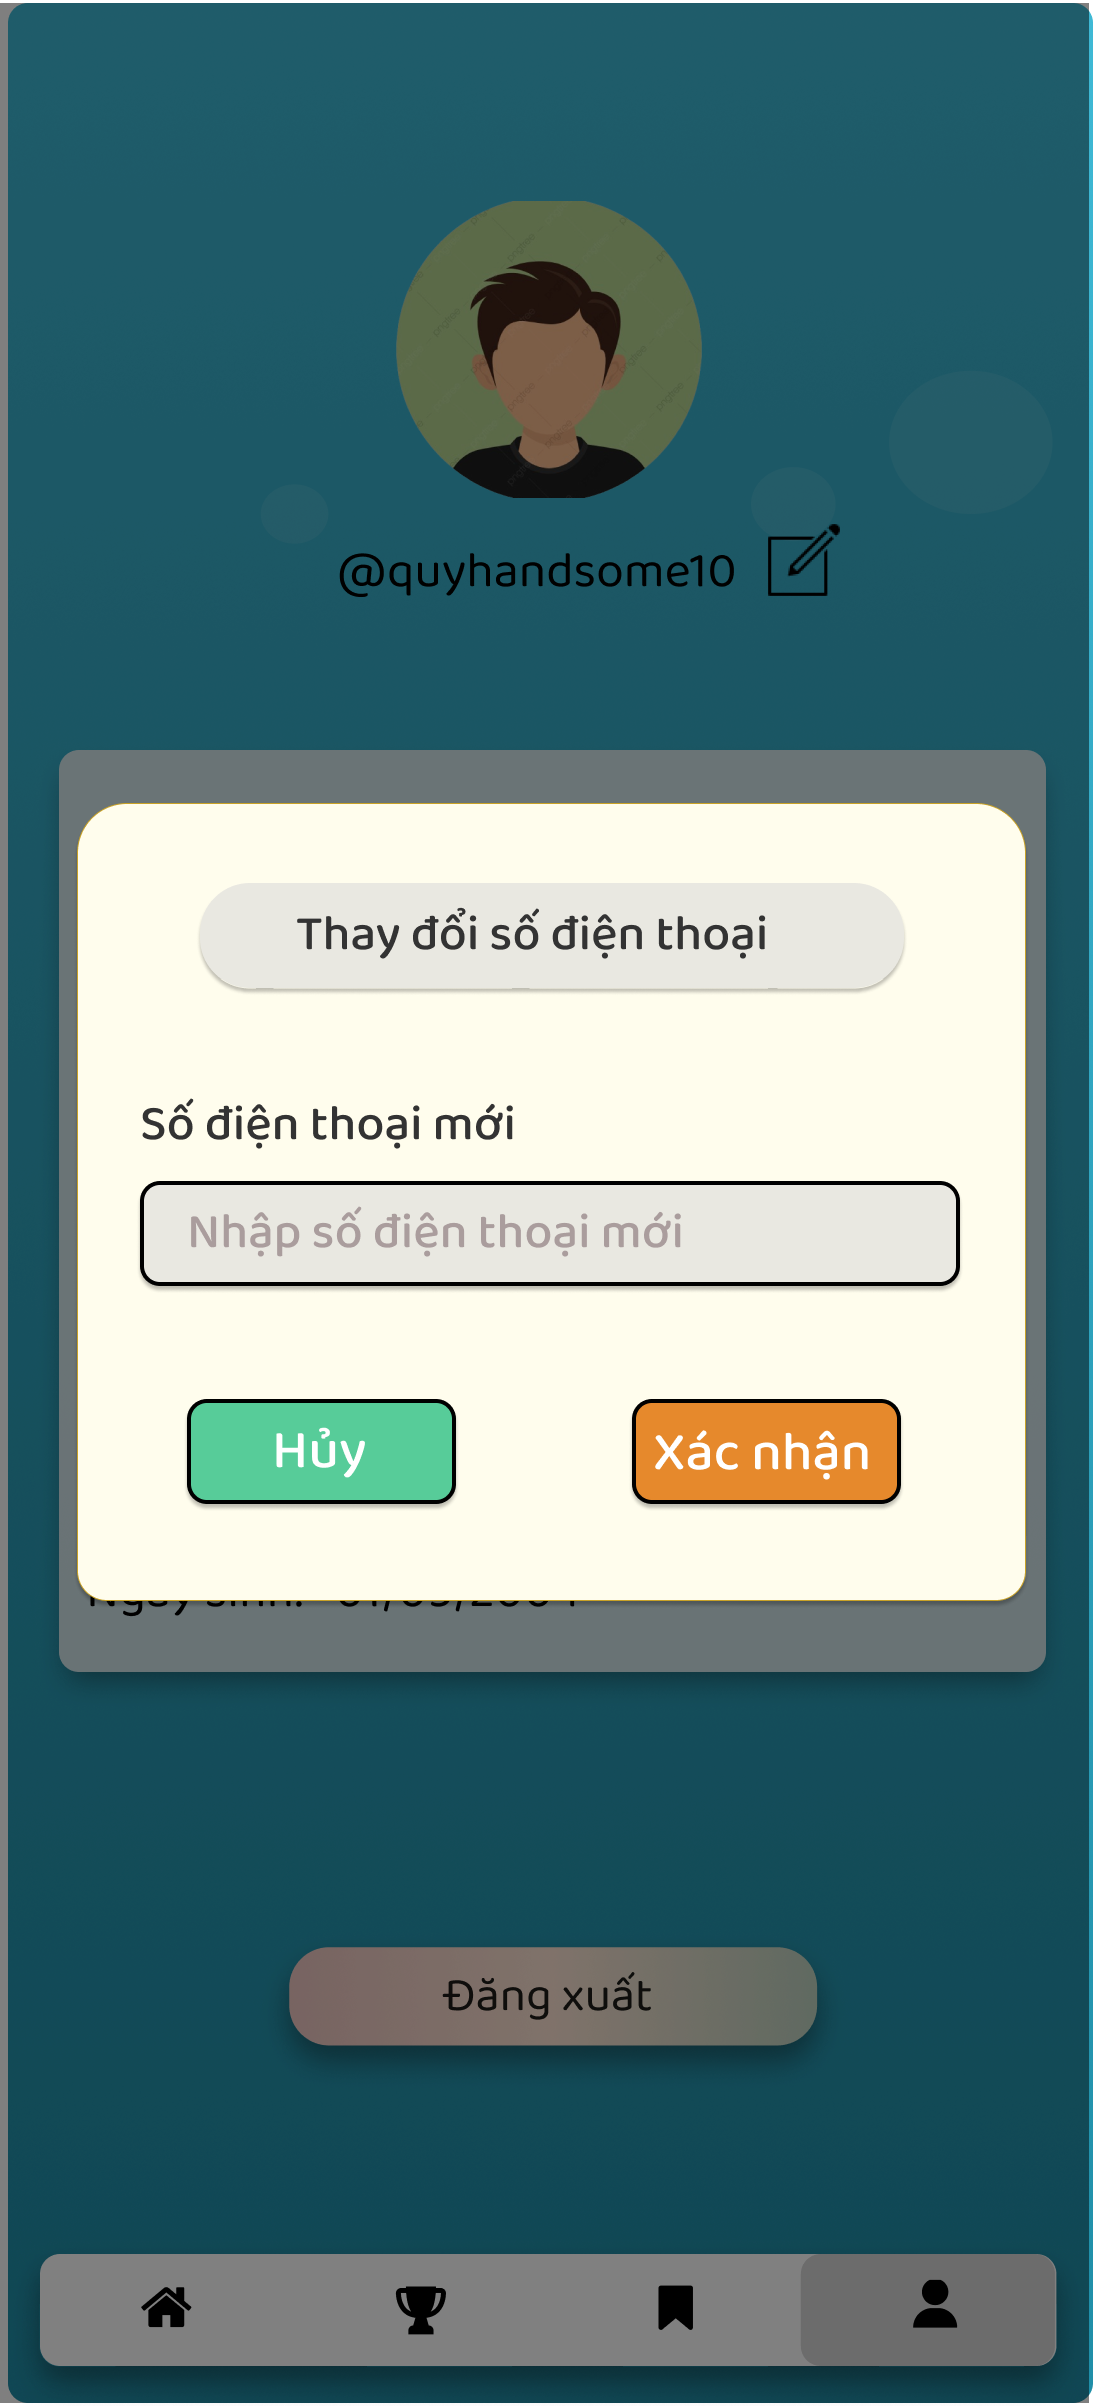 @quyhandsome10
Thay đổi số điện thoại
Số điện thoại mới
Nhập số điện thoại mới
Hủy
Xác nhận
Đăng xuất